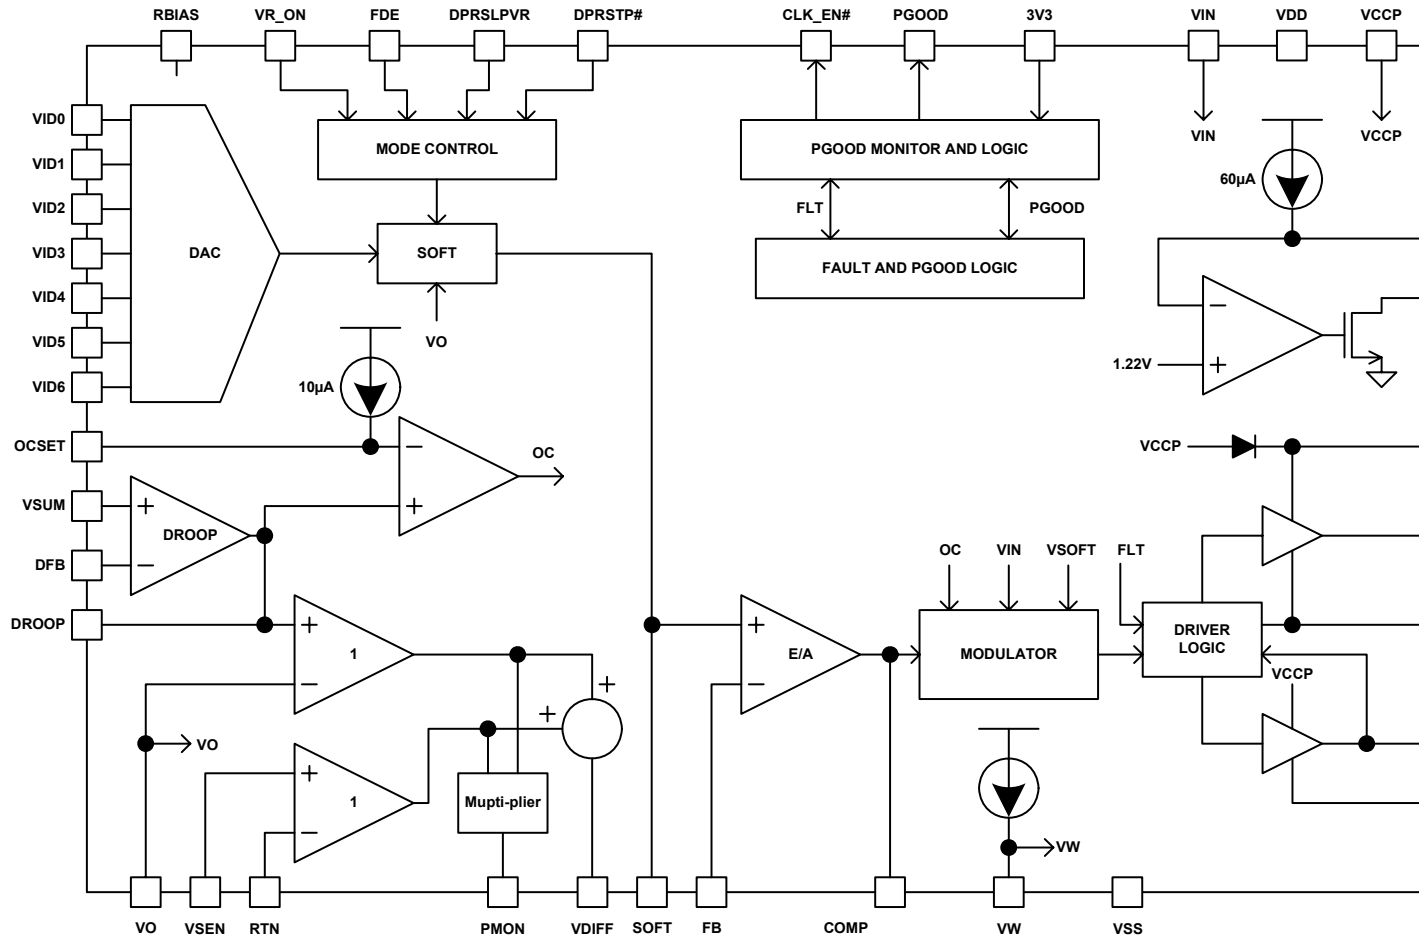 RBIAS
VR_ON
FDE
DPRSLPVR
DPRSTP#
CLK_EN#
PGOOD
3V3
VIN
VDD
VCCP
VID0
VID1
VID2
VID3
VID4
VID5
VID6
DAC
MODE CONTROL
SOFT
VO
PGOOD MONITOR AND LOGIC
FLT
PGOOD
FAULT AND PGOOD LOGIC
VIN
VCCP
60µA
−
+
1.22V
10µA
OCSET
−
+
OC
VSUM
DFB
+
−
DROOP
DROOP
+
−
1
VO
+
−
1
+
+
Mupti-plier
+
−
E/A
OC
VIN
VSOFT
FLT
MODULATOR
DRIVER
LOGIC
VCCP
VCCP
VW
VO
VSEN
RTN
PMON
VDIFF
SOFT
FB
COMP
VW
VSS